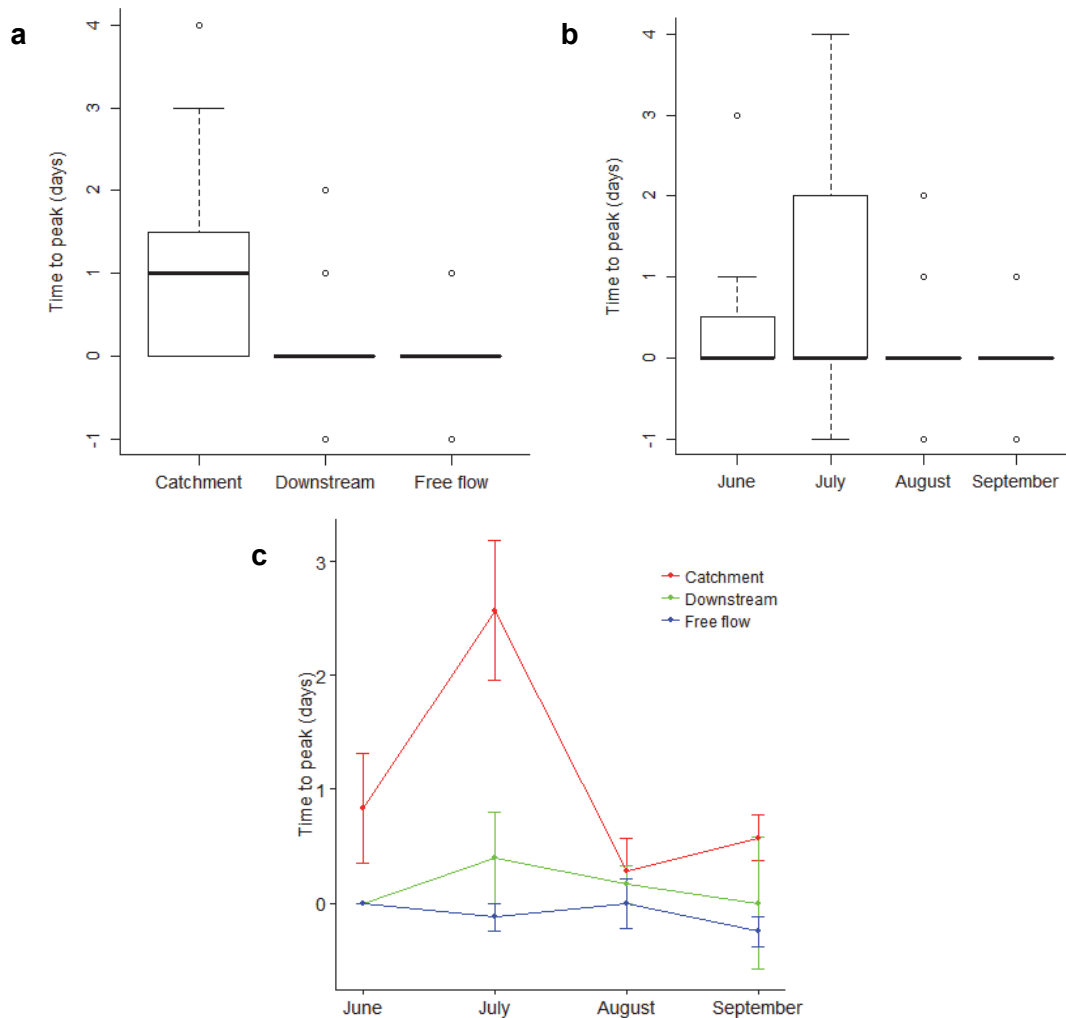 a
Time to peak (days)
4
3
2
1
0
-1
Catchment Downstream Free flow
b
Time to peak (days)
4
3
2
1
0
-1
June July August September
c
Time to peak (days)
3
2
1
0
Catchment
Downstream
Free flow
June July August September